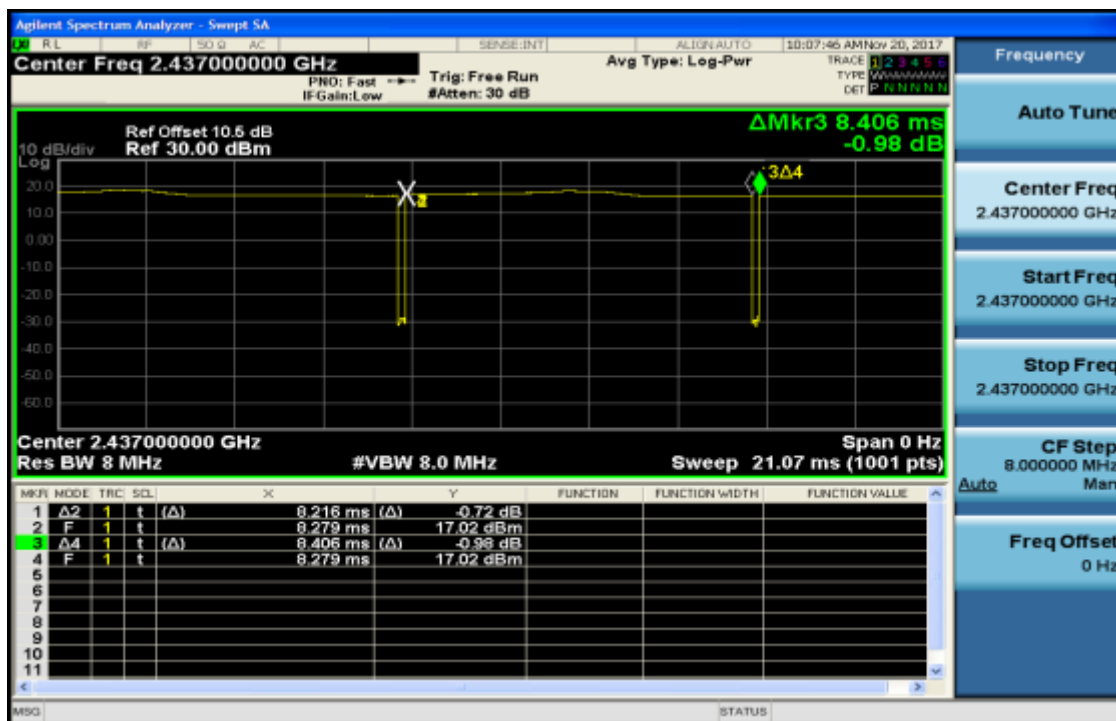 Agilent Spectrum Analyzer - Swept SA
RL RF 50 Ω AC SENSE:INT ALIGN AUTO 10:07:46 AM Nov 20, 2017
Center Freq 2.437000000 GHz
PNO: Fast
IFGain:Low
Trig: Free Run
#Atten: 30 dB
Avg Type: Log-Pwr
TRACE 1 2 3 4 5 6
TYPE
DET P N N N N N
Ref Offset 10.5 dB
10 dB/div Ref 30.00 dBm
Log
ΔMkr3 8.406 ms
-0.98 dB
20.0
10.0
0.00
-10.0
-20.0
-30.0
-40.0
-50.0
-60.0
2
3Δ4
Center 2.437000000 GHz Span 0 Hz
Res BW 8 MHz #VBW 8.0 MHz Sweep 21.07 ms (1001 pts)
MKR MODE TRC SCL X Y FUNCTION FUNCTION WIDTH FUNCTION VALUE
1 Δ2 1 t (Δ) 8.216 ms (Δ) -0.72 dB
2 F 1 t 8.279 ms 17.02 dBm
3 Δ4 1 t (Δ) 8.406 ms (Δ) -0.98 dB
4 F 1 t 8.279 ms 17.02 dBm
5
6
7
8
9
10
11
MSG STATUS
Frequency
Auto Tune
Center Freq
2.437000000 GHz
Start Freq
2.437000000 GHz
Stop Freq
2.437000000 GHz
CF Step
8.000000 MHz
Auto Man
Freq Offset
0 Hz